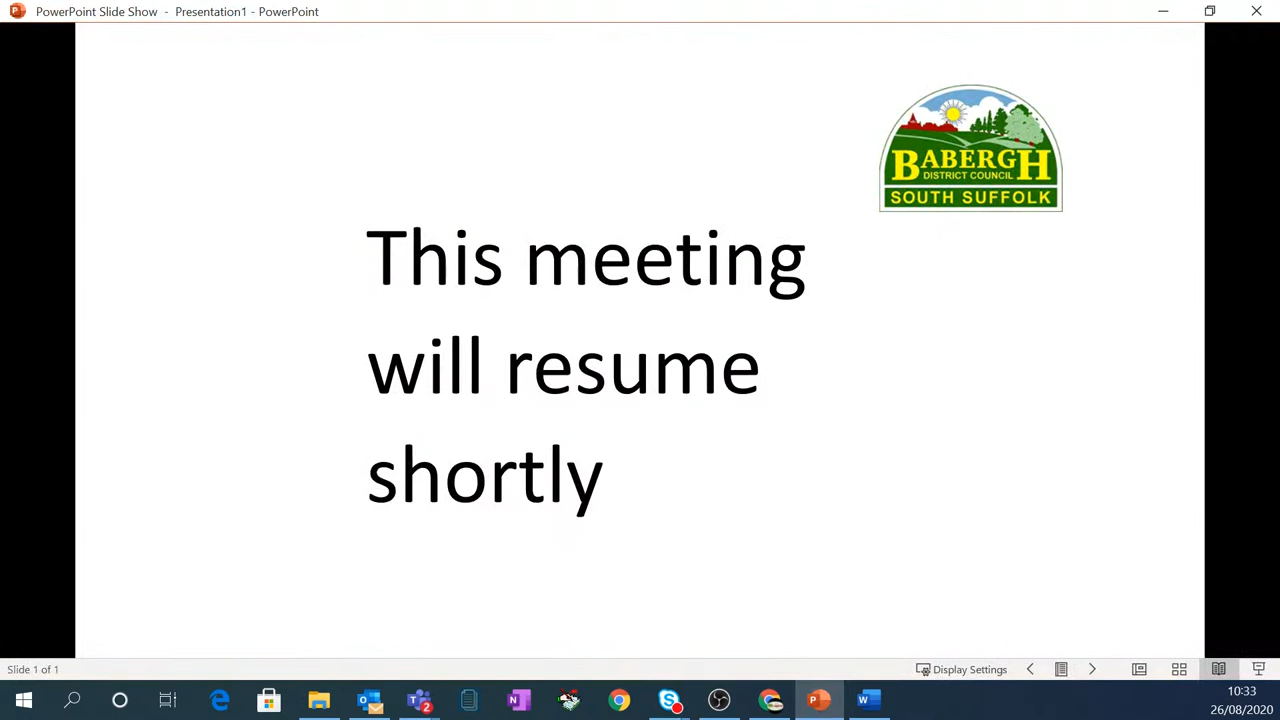 PowerPoint Slide Show - Presentation1 - PowerPoint
BABERGH
DISTRICT COUNCIL
SOUTH SUFFOLK
This meeting
will resume
shortly
Slide 1 of 1
Display Settings
2
10:33
26/08/2020